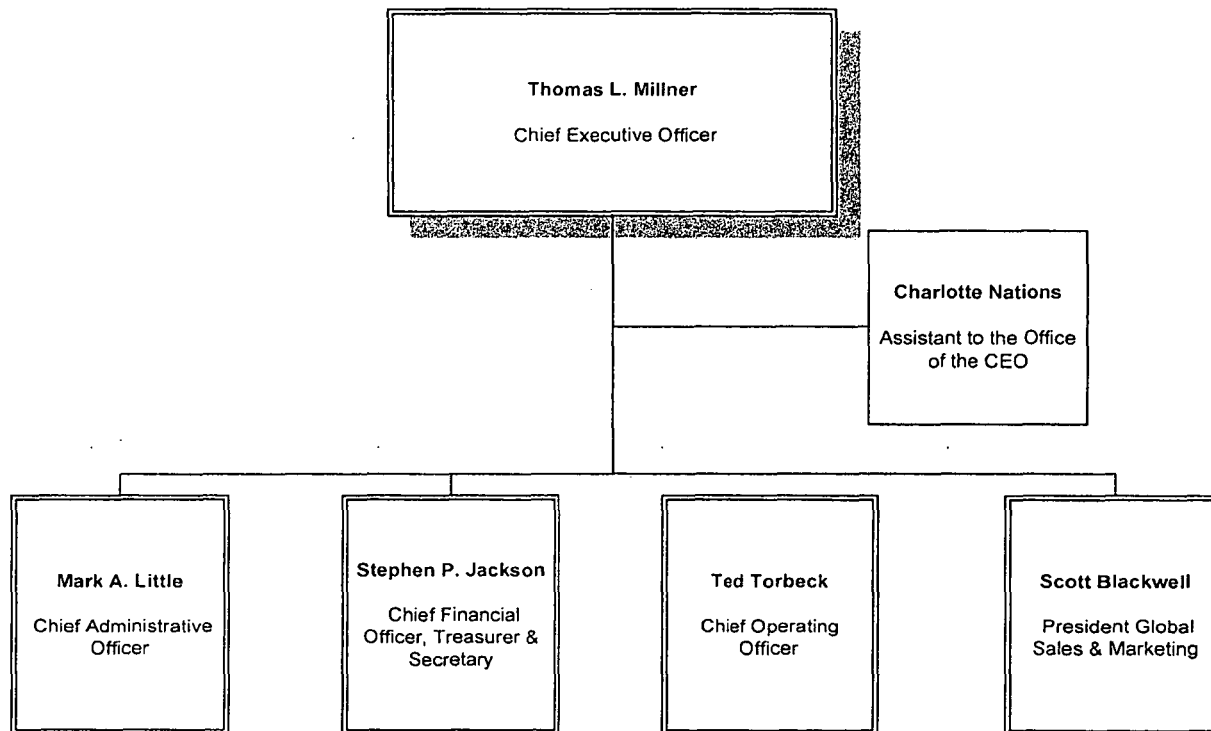 Thomas L. Millner
Chief Executive Officer
Charlotte Nations
Assistant to the Office
of the CEO
Mark A. Little
Chief Administrative
Officer
Stephen P. Jackson
Chief Financial
Officer, Treasurer &
Secretary
Ted Torbeck
Chief Operating
Officer
Scott Blackwell
President Global
Sales & Marketing